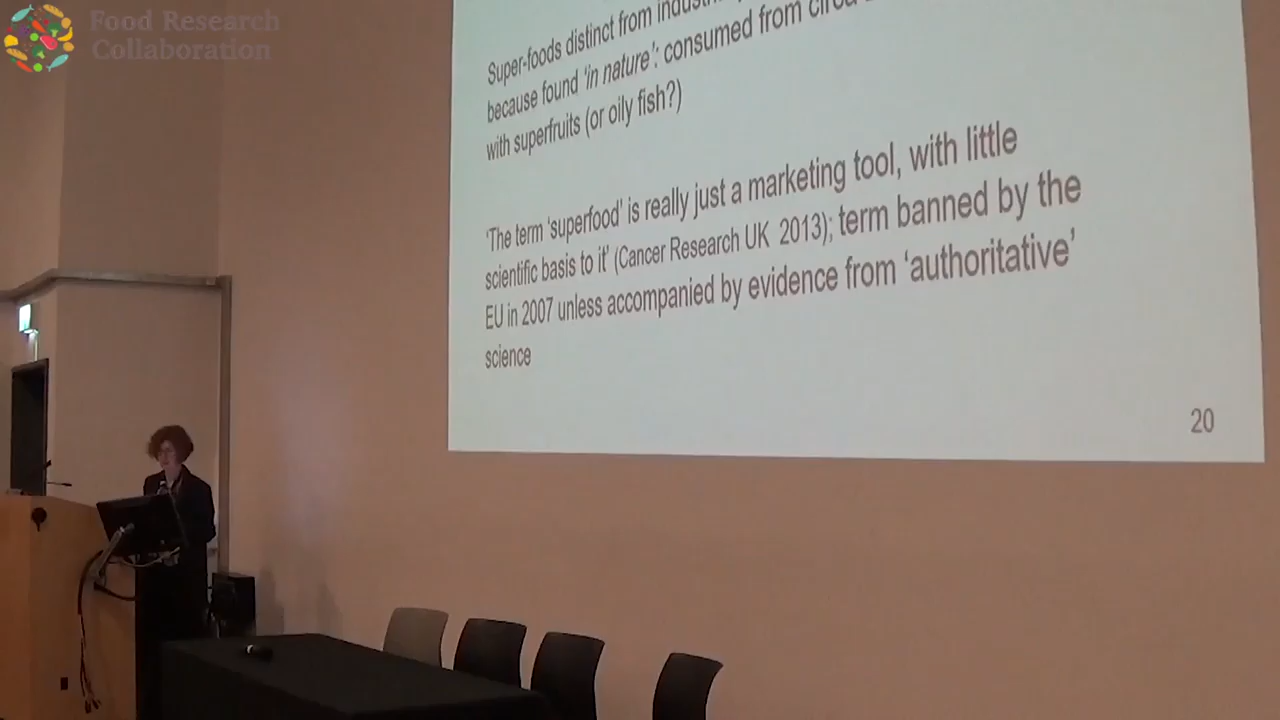 Food Research
Collaboration
Super-foods distinct from
because found 'in nature'; consumed from circa
with superfruits (or oily fish?)
'The term 'superfood' is really just a marketing tool, with little
scientific basis to it' (Cancer Research UK 2013); term banned by the
EU in 2007 unless accompanied by evidence from 'authoritative'
science
20